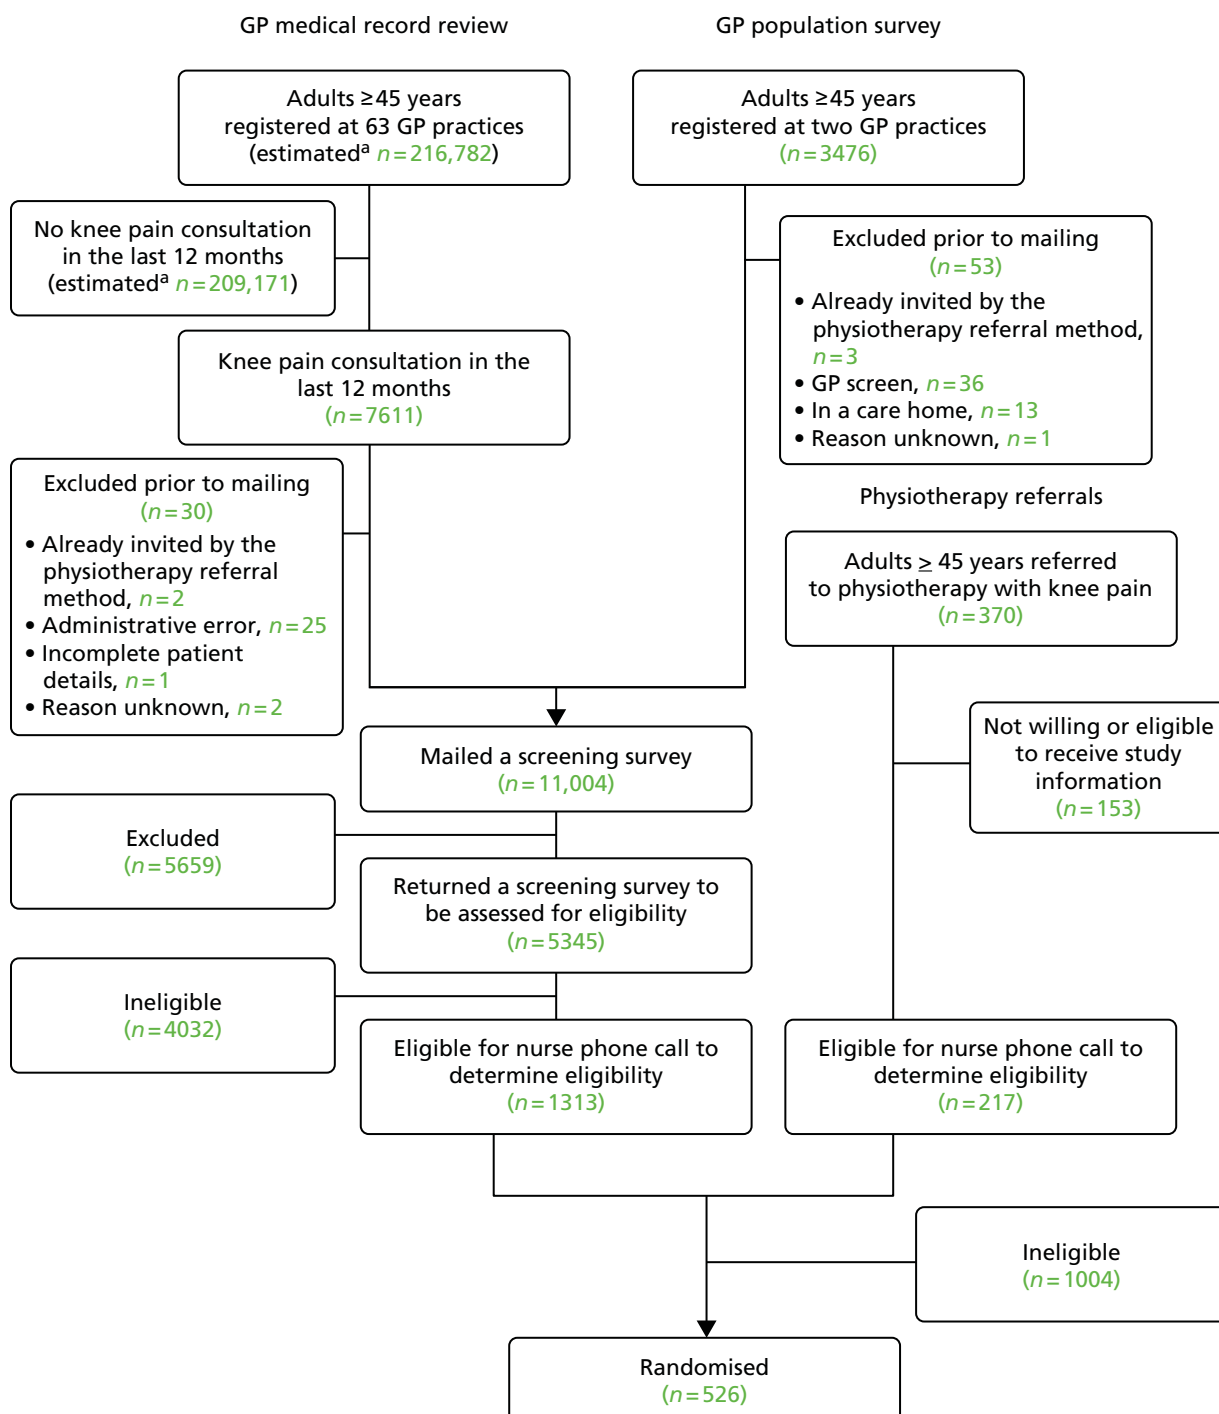 GP medical record review
GP population survey
Adults ≥45 years
registered at 63 GP practices
(estimatedᵃ n=216,782)
Adults ≥45 years
registered at two GP practices
(n=3476)
No knee pain consultation
in the last 12 months
(estimatedᵃ n=209,171)
Excluded prior to mailing
(n=53)
• Already invited by the
physiotherapy referral method,
n=3
• GP screen, n=36
• In a care home, n=13
• Reason unknown, n=1
Knee pain consultation in the
last 12 months
(n=7611)
Excluded prior to mailing
(n=30)
• Already invited by the
physiotherapy referral
method, n=2
• Administrative error, n=25
• Incomplete patient
details, n=1
• Reason unknown, n=2
Physiotherapy referrals
Adults ≥ 45 years referred
to physiotherapy with knee pain
(n=370)
Not willing or eligible
to receive study
information
(n=153)
Mailed a screening survey
(n=11,004)
Excluded
(n=5659)
Returned a screening survey to
be assessed for eligibility
(n=5345)
Ineligible
(n=4032)
Eligible for nurse phone call to
determine eligibility
(n=1313)
Eligible for nurse phone call to
determine eligibility
(n=217)
Ineligible
(n=1004)
Randomised
(n=526)